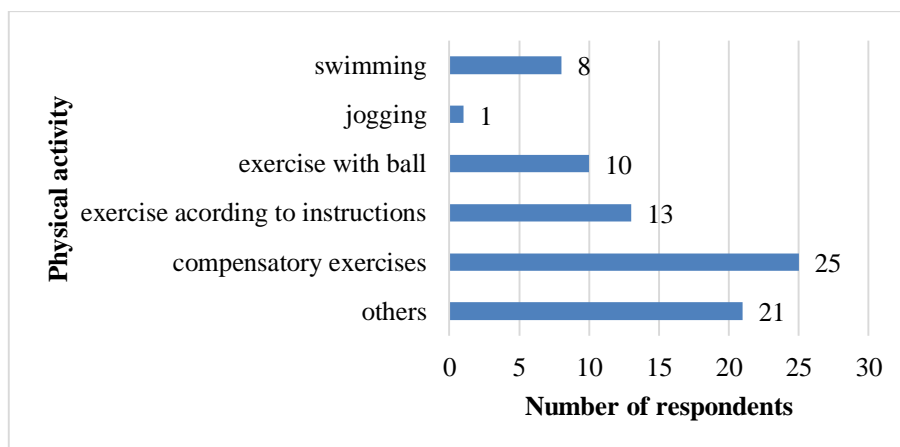 Physical activity
swimming 8
jogging 1
exercise with ball 10
exercise acording to instructions 13
compensatory exercises 25
others 21
0 5 10 15 20 25 30
Number of respondents